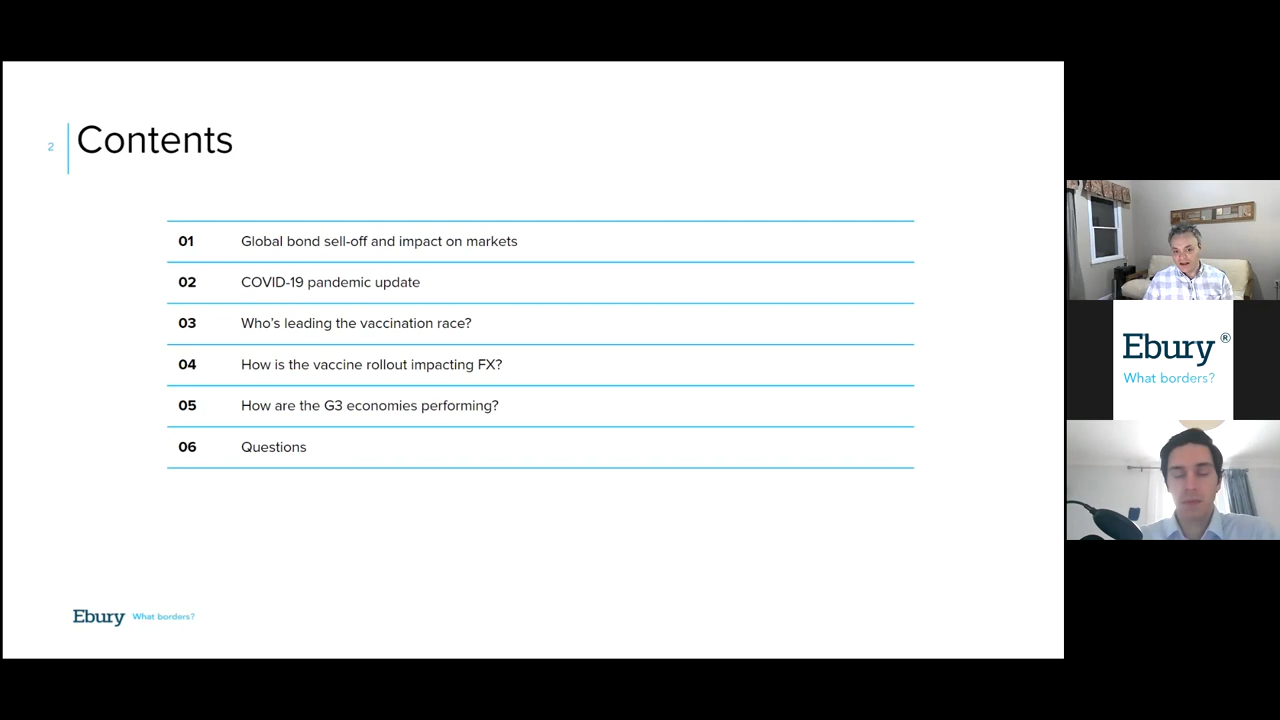 2
Contents
01 Global bond sell-off and impact on markets
02 COVID-19 pandemic update
03 Who's leading the vaccination race?
04 How is the vaccine rollout impacting FX?
05 How are the G3 economies performing?
06 Questions
Ebury What borders?
Ebury®
What borders?